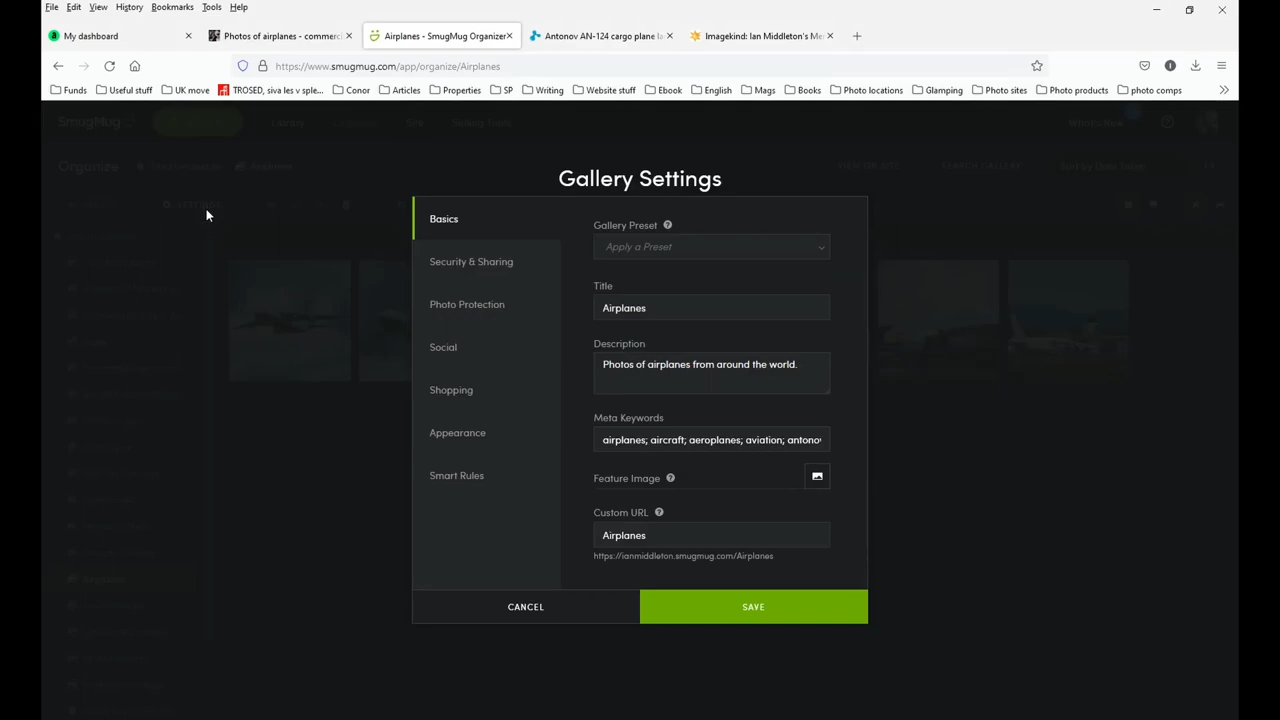 File Edit View History Bookmarks Tools Help
My dashboard Photos of airplanes - commerc Airplanes - SmugMug Organizer Antonov AN-124 cargo plane la Imagekind: Ian Middleton's Me
https://www.smugmug.com/app/organize/Airplanes
Funds Useful stuff UK move TROSED, siva les v sple... Conor Articles Properties SP Writing Website stuff Ebook English Mags Books Photo locations Glamping Photo sites Photo products photo comps
SmugMug
Organize
Gallery Settings
Basics
Security & Sharing
Photo Protection
Social
Shopping
Appearance
Smart Rules
Gallery Preset
Apply a Preset
Title
Airplanes
Description
Photos of airplanes from around the world.
Meta Keywords
airplanes; aircraft; aeroplanes; aviation; antonov
Feature Image
Custom URL
Airplanes
https://ianmiddleton.smugmug.com/Airplanes
CANCEL SAVE